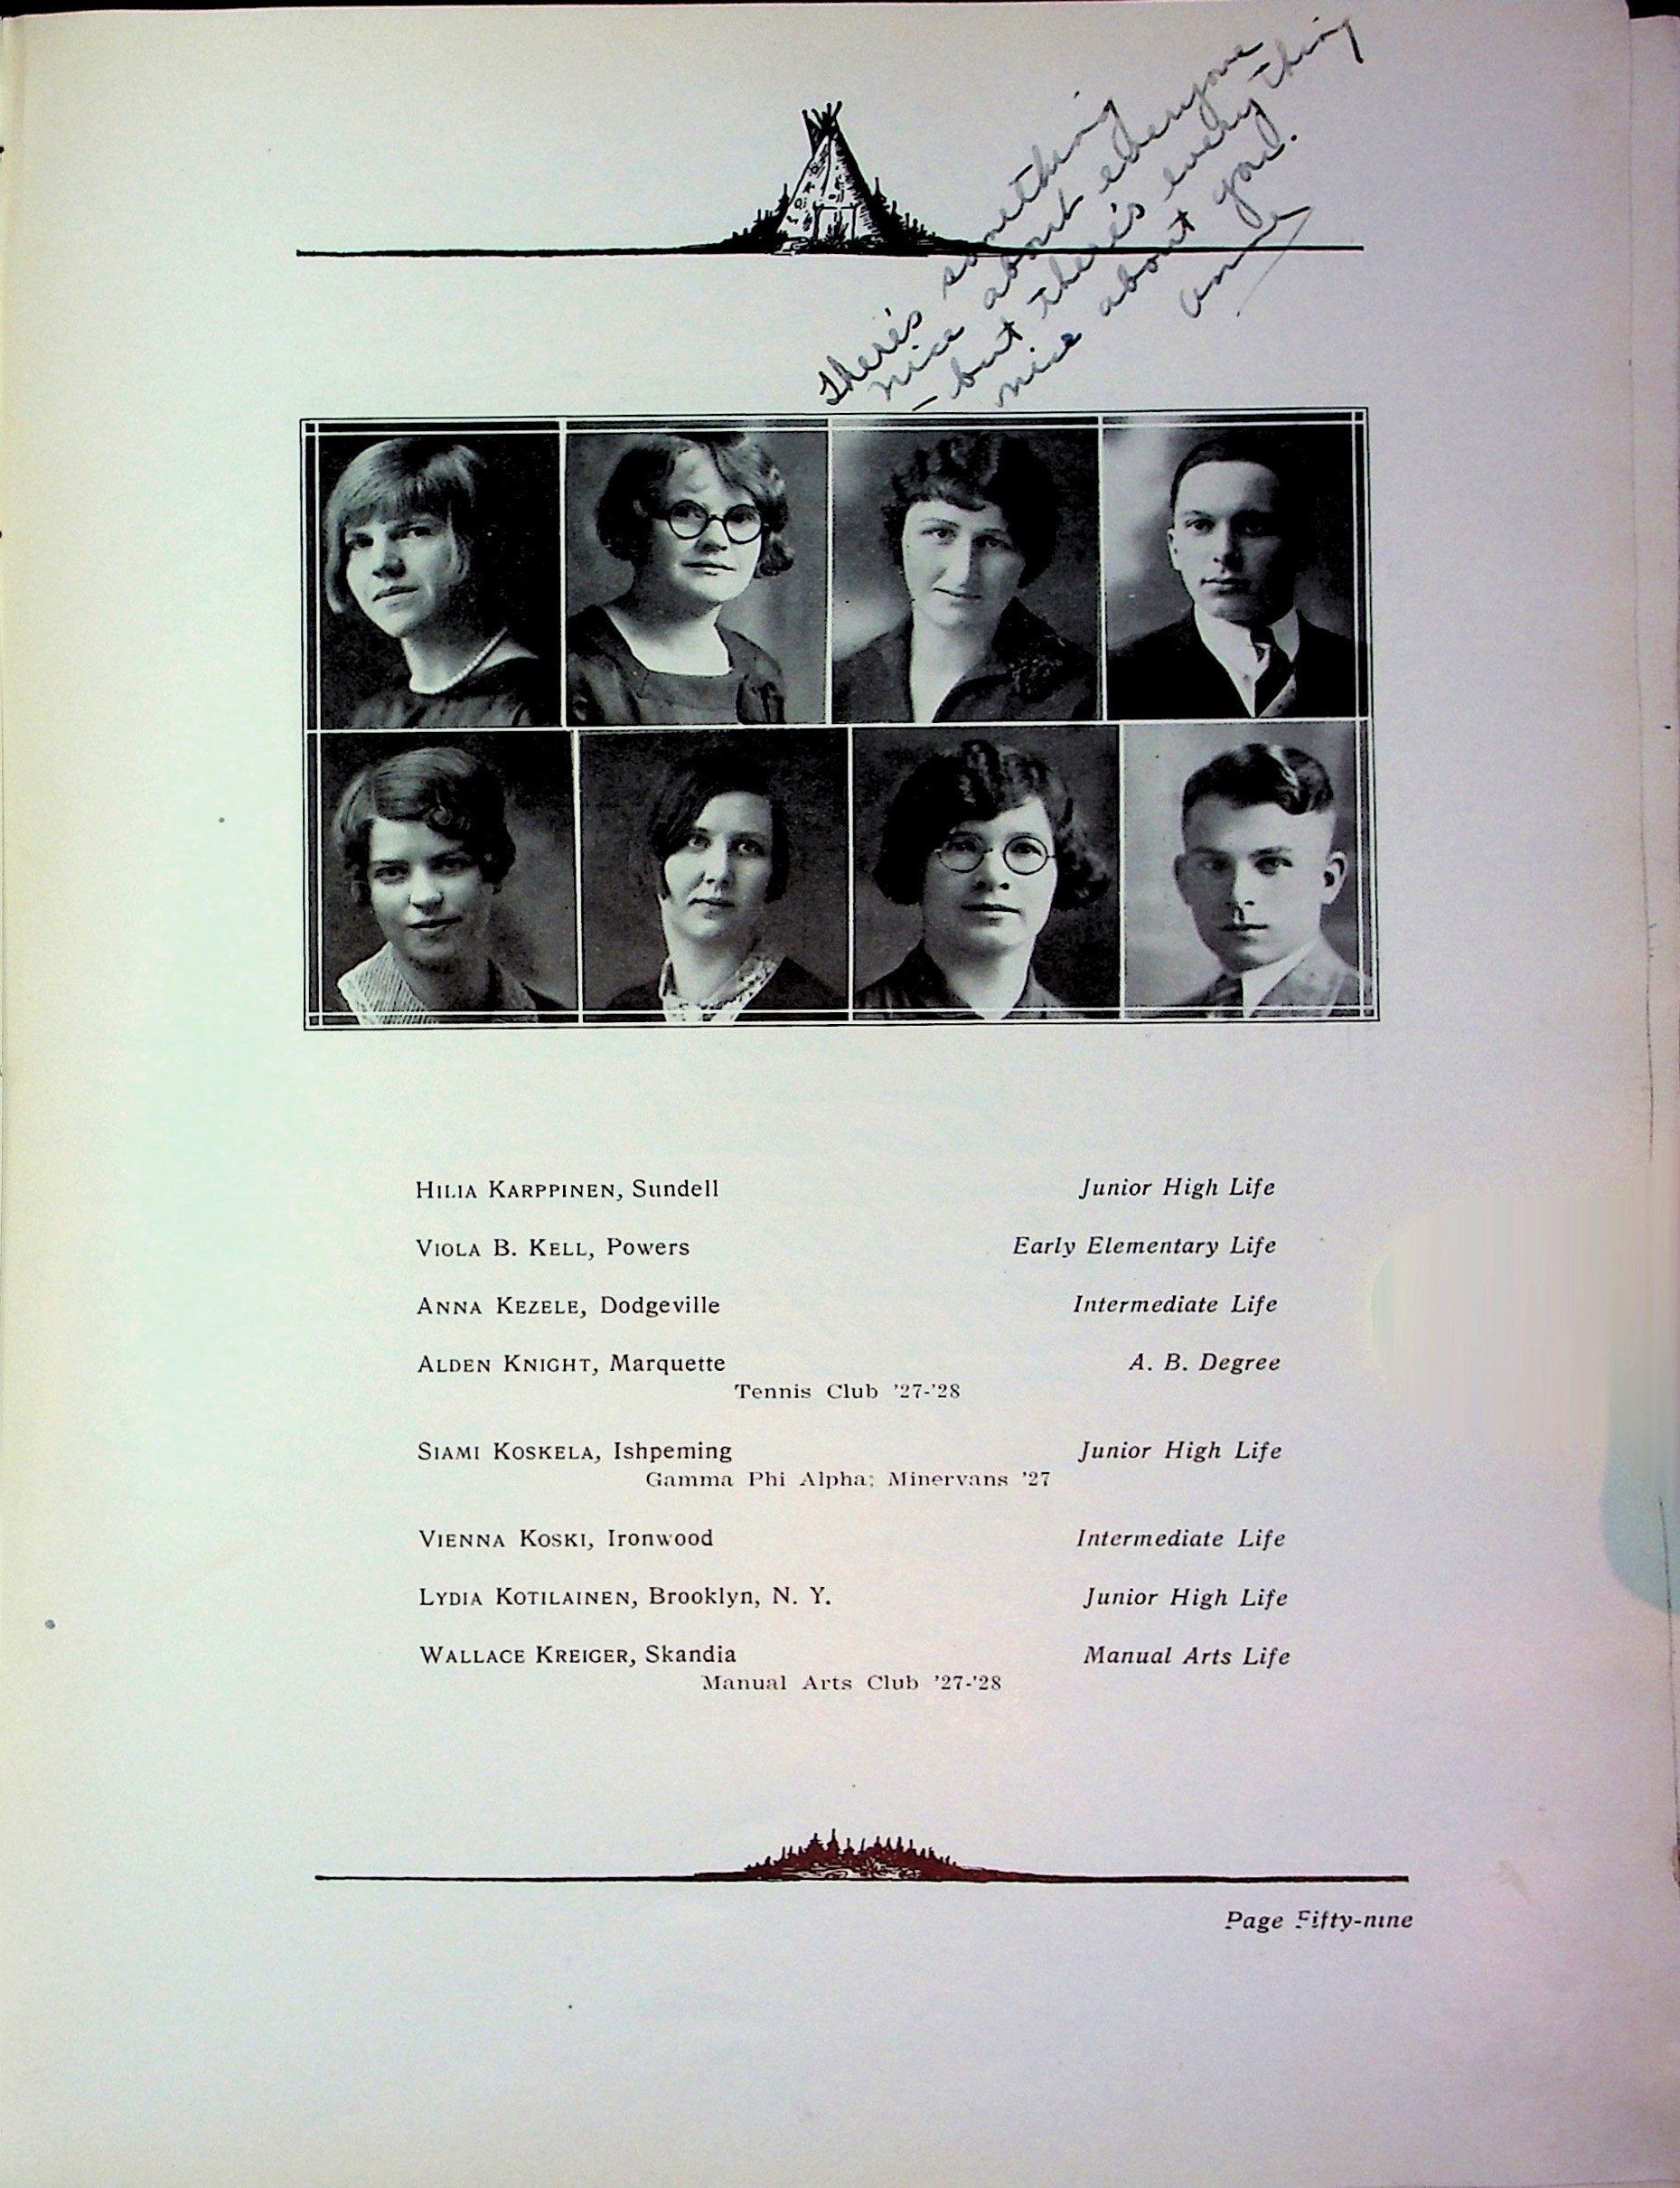 There's something
nice about everyone
– but there's every thing
nice about you.
Anne
HILIA KARPPINEN, Sundell Junior High Life
VIOLA B. KELL, Powers Early Elementary Life
ANNA KEZELE, Dodgeville Intermediate Life
ALDEN KNIGHT, Marquette A. B. Degree
Tennis Club '27-'28
SIAMI KOSKELA, Ishpeming Junior High Life
Gamma Phi Alpha; Minervans '27
VIENNA KOSKI, Ironwood Intermediate Life
LYDIA KOTILAINEN, Brooklyn, N. Y. Junior High Life
WALLACE KREIGER, Skandia Manual Arts Life
Manual Arts Club '27-'28
Page Fifty-nine